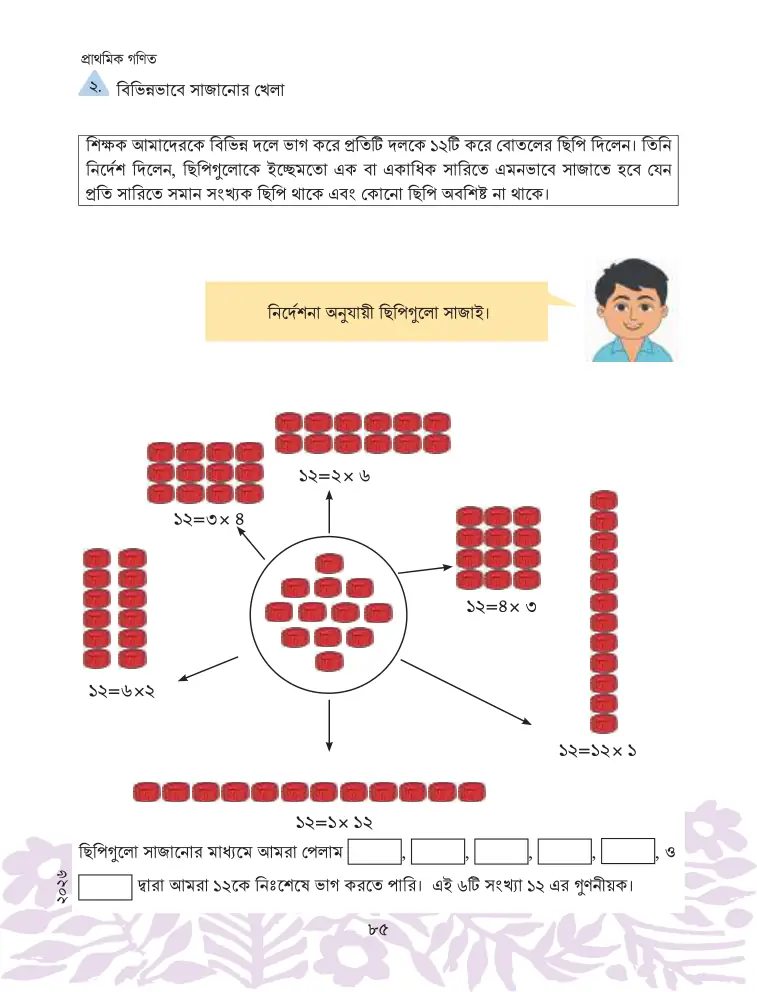 প্রাথমিক গণিত
২. বিভিন্নভাবে সাজানোর খেলা
শিক্ষক আমাদেরকে বিভিন্ন দলে ভাগ করে প্রতিটি দলকে ১২টি করে বোতলের ছিপি দিলেন। তিনি
নির্দেশ দিলেন, ছিপিগুলোকে ইচ্ছেমতো এক বা একাধিক সারিতে এমনভাবে সাজাতে হবে যেন
প্রতি সারিতে সমান সংখ্যক ছিপি থাকে এবং কোনো ছিপি অবশিষ্ট না থাকে।
নির্দেশনা অনুযায়ী ছিপিগুলো সাজাই।
১২=২× ৬
১২=৩× ৪
১২=৪× ৩
১২=৬×২
১২=১২× ১
১২=১× ১২
ছিপিগুলো সাজানোর মাধ্যমে আমরা পেলাম , , , , , ও
দ্বারা আমরা ১২কে নিঃশেষে ভাগ করতে পারি। এই ৬টি সংখ্যা ১২ এর গুণনীয়ক।
২০২৬
৮৫